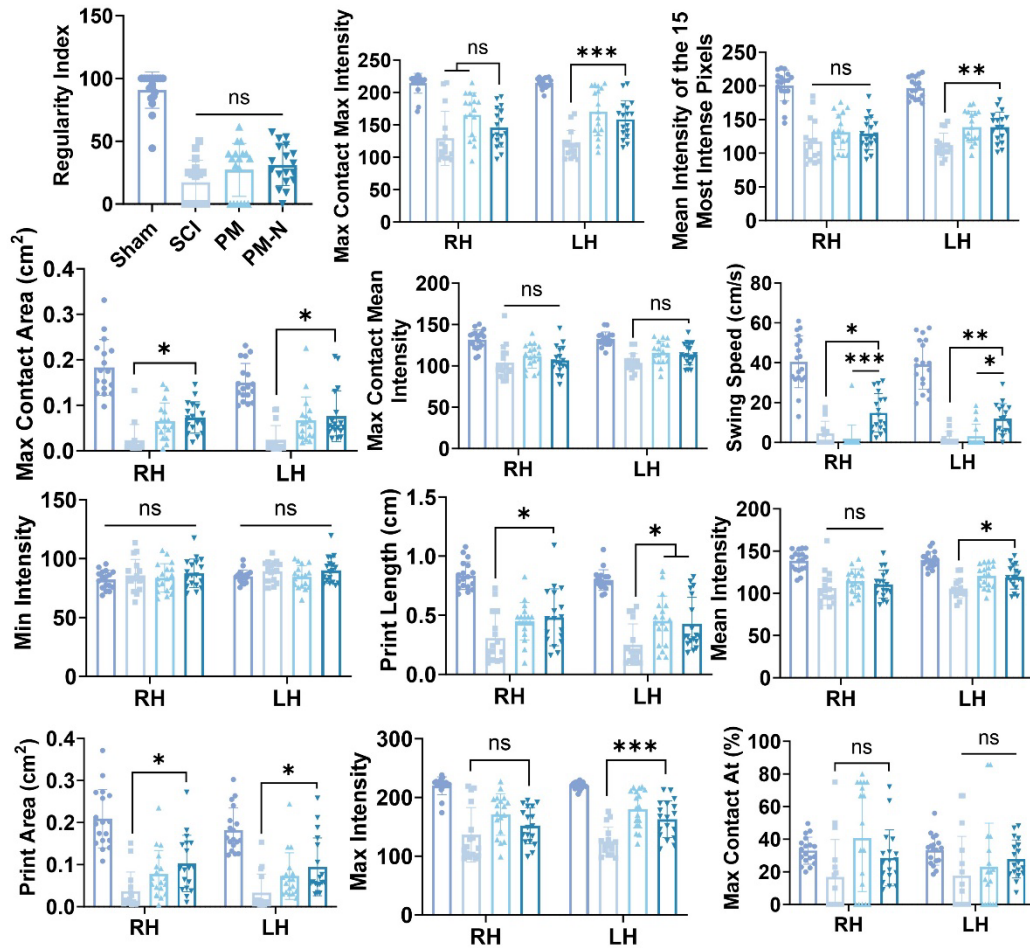 Regularity Index
150
100
50
0
ns
Sham
SCI
PM
PM-N
Max Contact Max Intensity
250
200
150
100
50
0
ns
***
RH
LH
Mean Intensity of the 15
Most Intense Pixels
250
200
150
100
50
0
ns
**
RH
LH
Max Contact Area (cm²)
0.4
0.3
0.2
0.1
0.0
*
*
RH
LH
Max Contact Mean
Intensity
200
150
100
50
0
ns
ns
RH
LH
Swing Speed (cm/s)
80
60
40
20
0
*
***
**
*
RH
LH
Min Intensity
150
100
50
0
ns
ns
RH
LH
Print Length (cm)
1.5
1.0
0.5
0.0
*
*
RH
LH
Mean Intensity
200
150
100
50
0
ns
*
RH
LH
Print Area (cm²)
0.4
0.3
0.2
0.1
0.0
*
*
RH
LH
Max Intensity
300
200
100
0
ns
***
RH
LH
Max Contact At (%)
100
80
60
40
20
0
ns
ns
RH
LH